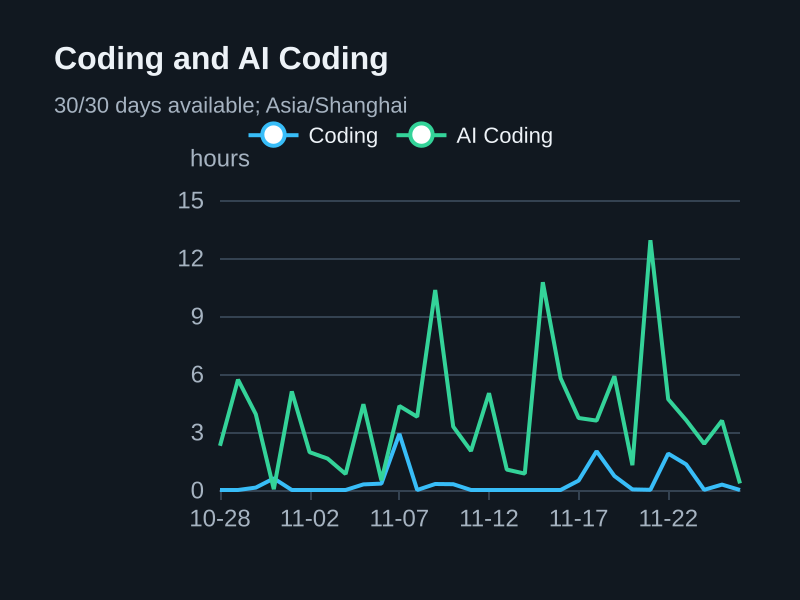 Coding and AI Coding
30/30 days available; Asia/Shanghai
Coding AI Coding
hours
15
12
9
6
3
0
10-28 11-02 11-07 11-12 11-17 11-22